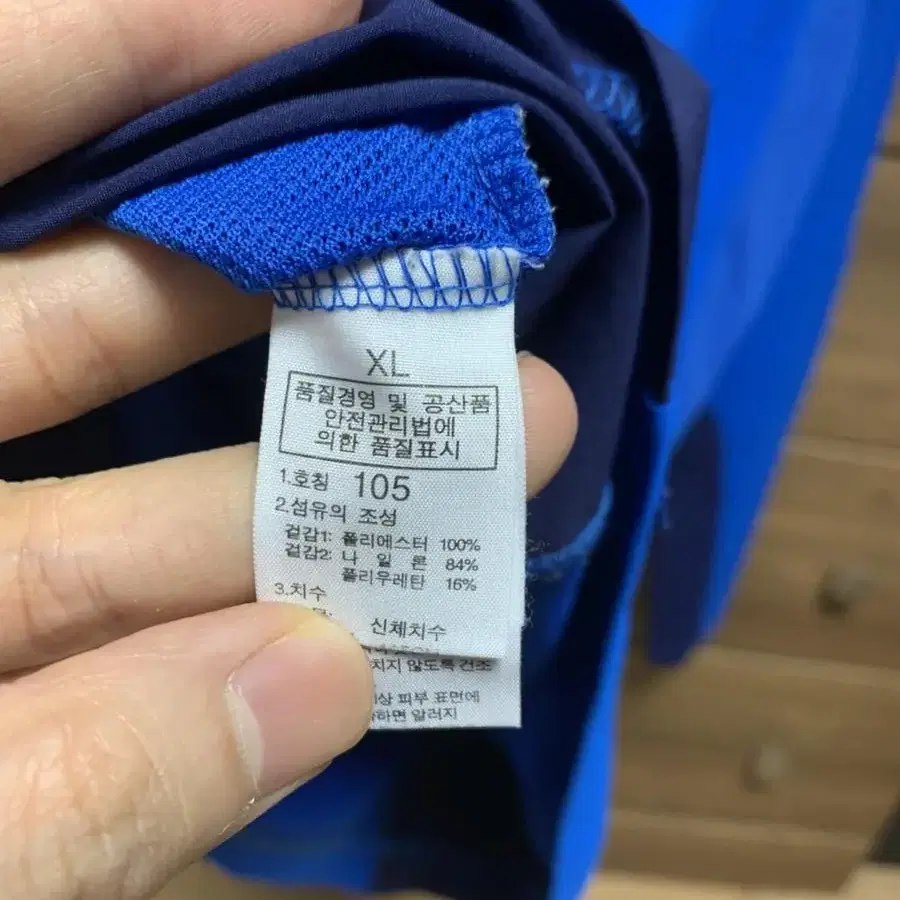 XL
품질경영 및 공산품
안전관리법에
의한 품질표시
1.호칭 105
2.섬유의 조성
겉감1: 폴리에스터 100%
겉감2: 나 일 론 84%
폴리우레탄 16%
3.치수
신체치수
치지 않도록 건조
상 피부 표면에
하면 알러지